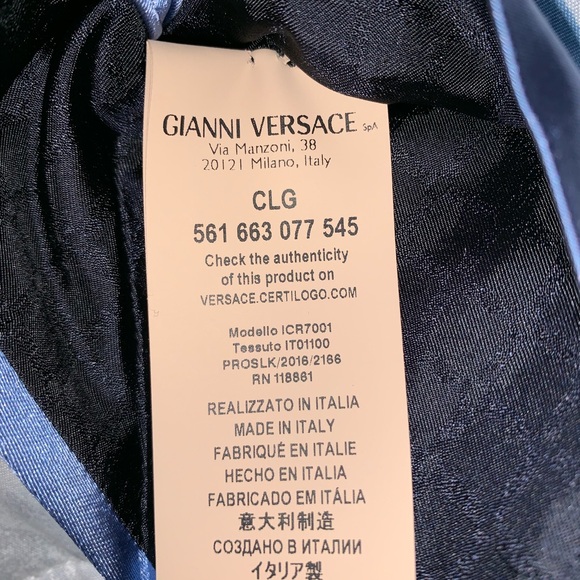 GIANNI VERSACE SpA
Via Manzoni, 38
20121 Milano, Italy
CLG
561 663 077 545
Check the authenticity
of this product on
VERSACE.CERTILOGO.COM
Modello ICR7001
Tessuto IT01100
PROSLK/2016/2166
RN 118861
REALIZZATO IN ITALIA
MADE IN ITALY
FABRIQUÉ EN ITALIE
HECHO EN ITALIA
FABRICADO EM ITÁLIA
意大利制造
СОЗДАНО В ИТАЛИИ
イタリア製